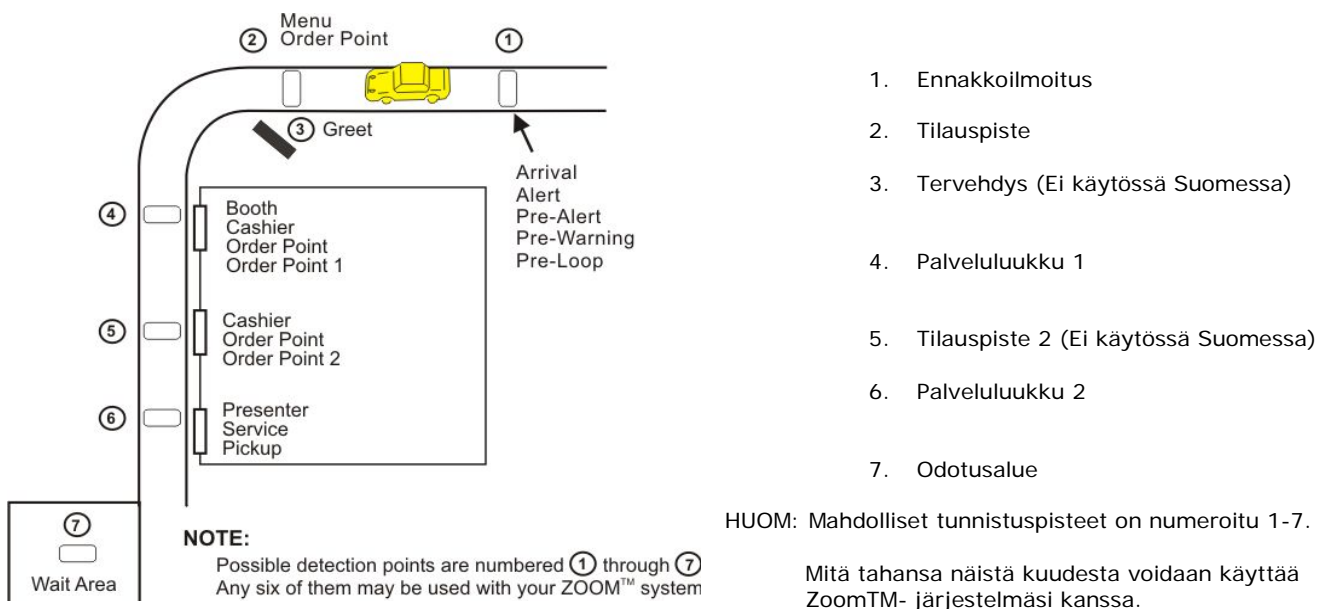 Menu
② Order Point
①
③ Greet
Arrival
Alert
Pre-Alert
Pre-Warning
Pre-Loop
④
Booth
Cashier
Order Point
Order Point 1
⑤
Cashier
Order Point
Order Point 2
⑥
Presenter
Service
Pickup
⑦
Wait Area
NOTE:
Possible detection points are numbered ① through ⑦
Any six of them may be used with your ZOOM™ system
1. Ennakkoilmoitus
2. Tilauspiste
3. Tervehdys (Ei käytössä Suomessa)
4. Palveluluukku 1
5. Tilauspiste 2 (Ei käytössä Suomessa)
6. Palveluluukku 2
7. Odotusalue
HUOM: Mahdolliset tunnistuspisteet on numeroitu 1-7.
Mitä tahansa näistä kuudesta voidaan käyttää
ZoomTM- järjestelmäsi kanssa.